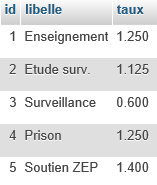 id libelle taux
1 Enseignement 1.250
2 Etude surv. 1.125
3 Surveillance 0.600
4 Prison 1.250
5 Soutien ZEP 1.400